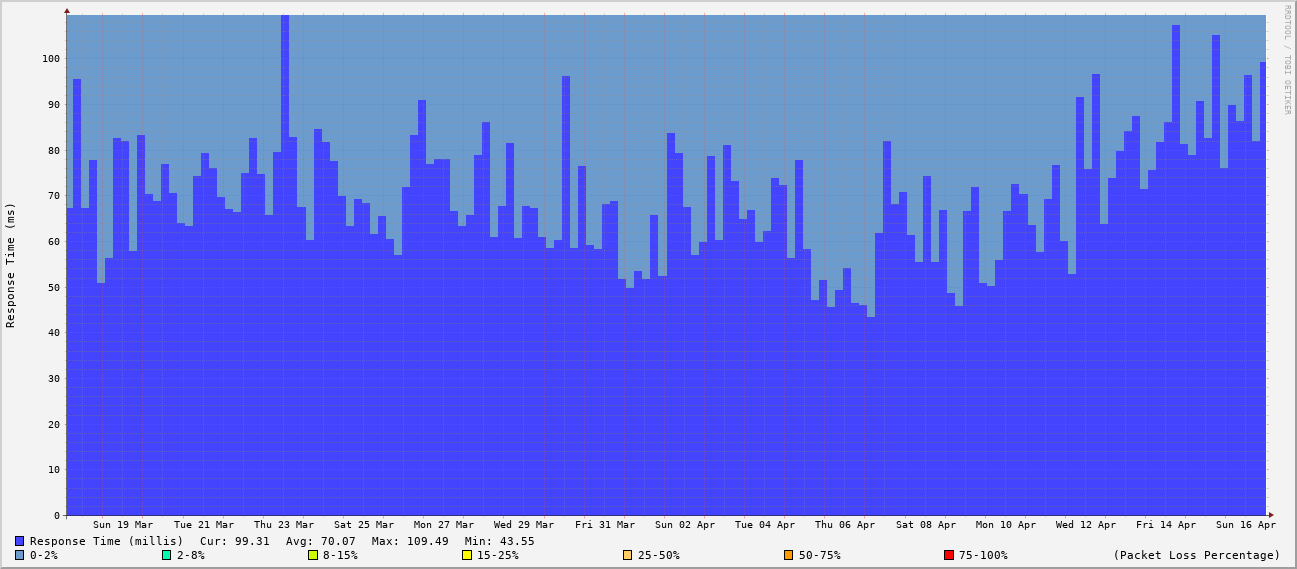 RRDTOOL / TOBI OETIKER
Response Time (ms)
100
90
80
70
60
50
40
30
20
10
0
Sun 19 Mar Tue 21 Mar Thu 23 Mar Sat 25 Mar Mon 27 Mar Wed 29 Mar Fri 31 Mar Sun 02 Apr Tue 04 Apr Thu 06 Apr Sat 08 Apr Mon 10 Apr Wed 12 Apr Fri 14 Apr Sun 16 Apr
Response Time (millis) Cur: 99.31 Avg: 70.07 Max: 109.49 Min: 43.55
0-2% 2-8% 8-15% 15-25% 25-50% 50-75% 75-100% (Packet Loss Percentage)